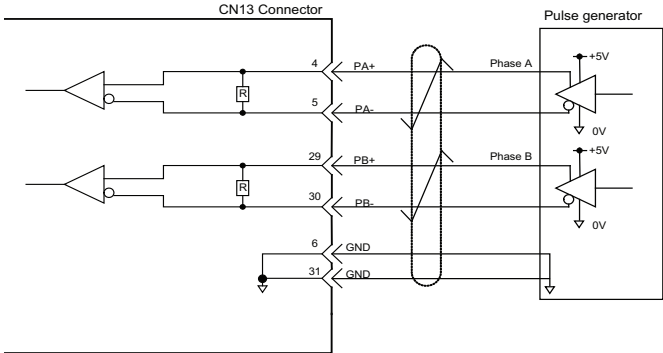 CN13 Connector
Pulse generator
4 PA+ Phase A +5V
R
5 PA-
0V
+5V
29 PB+ Phase B
R
30 PB-
0V
6 GND
31 GND